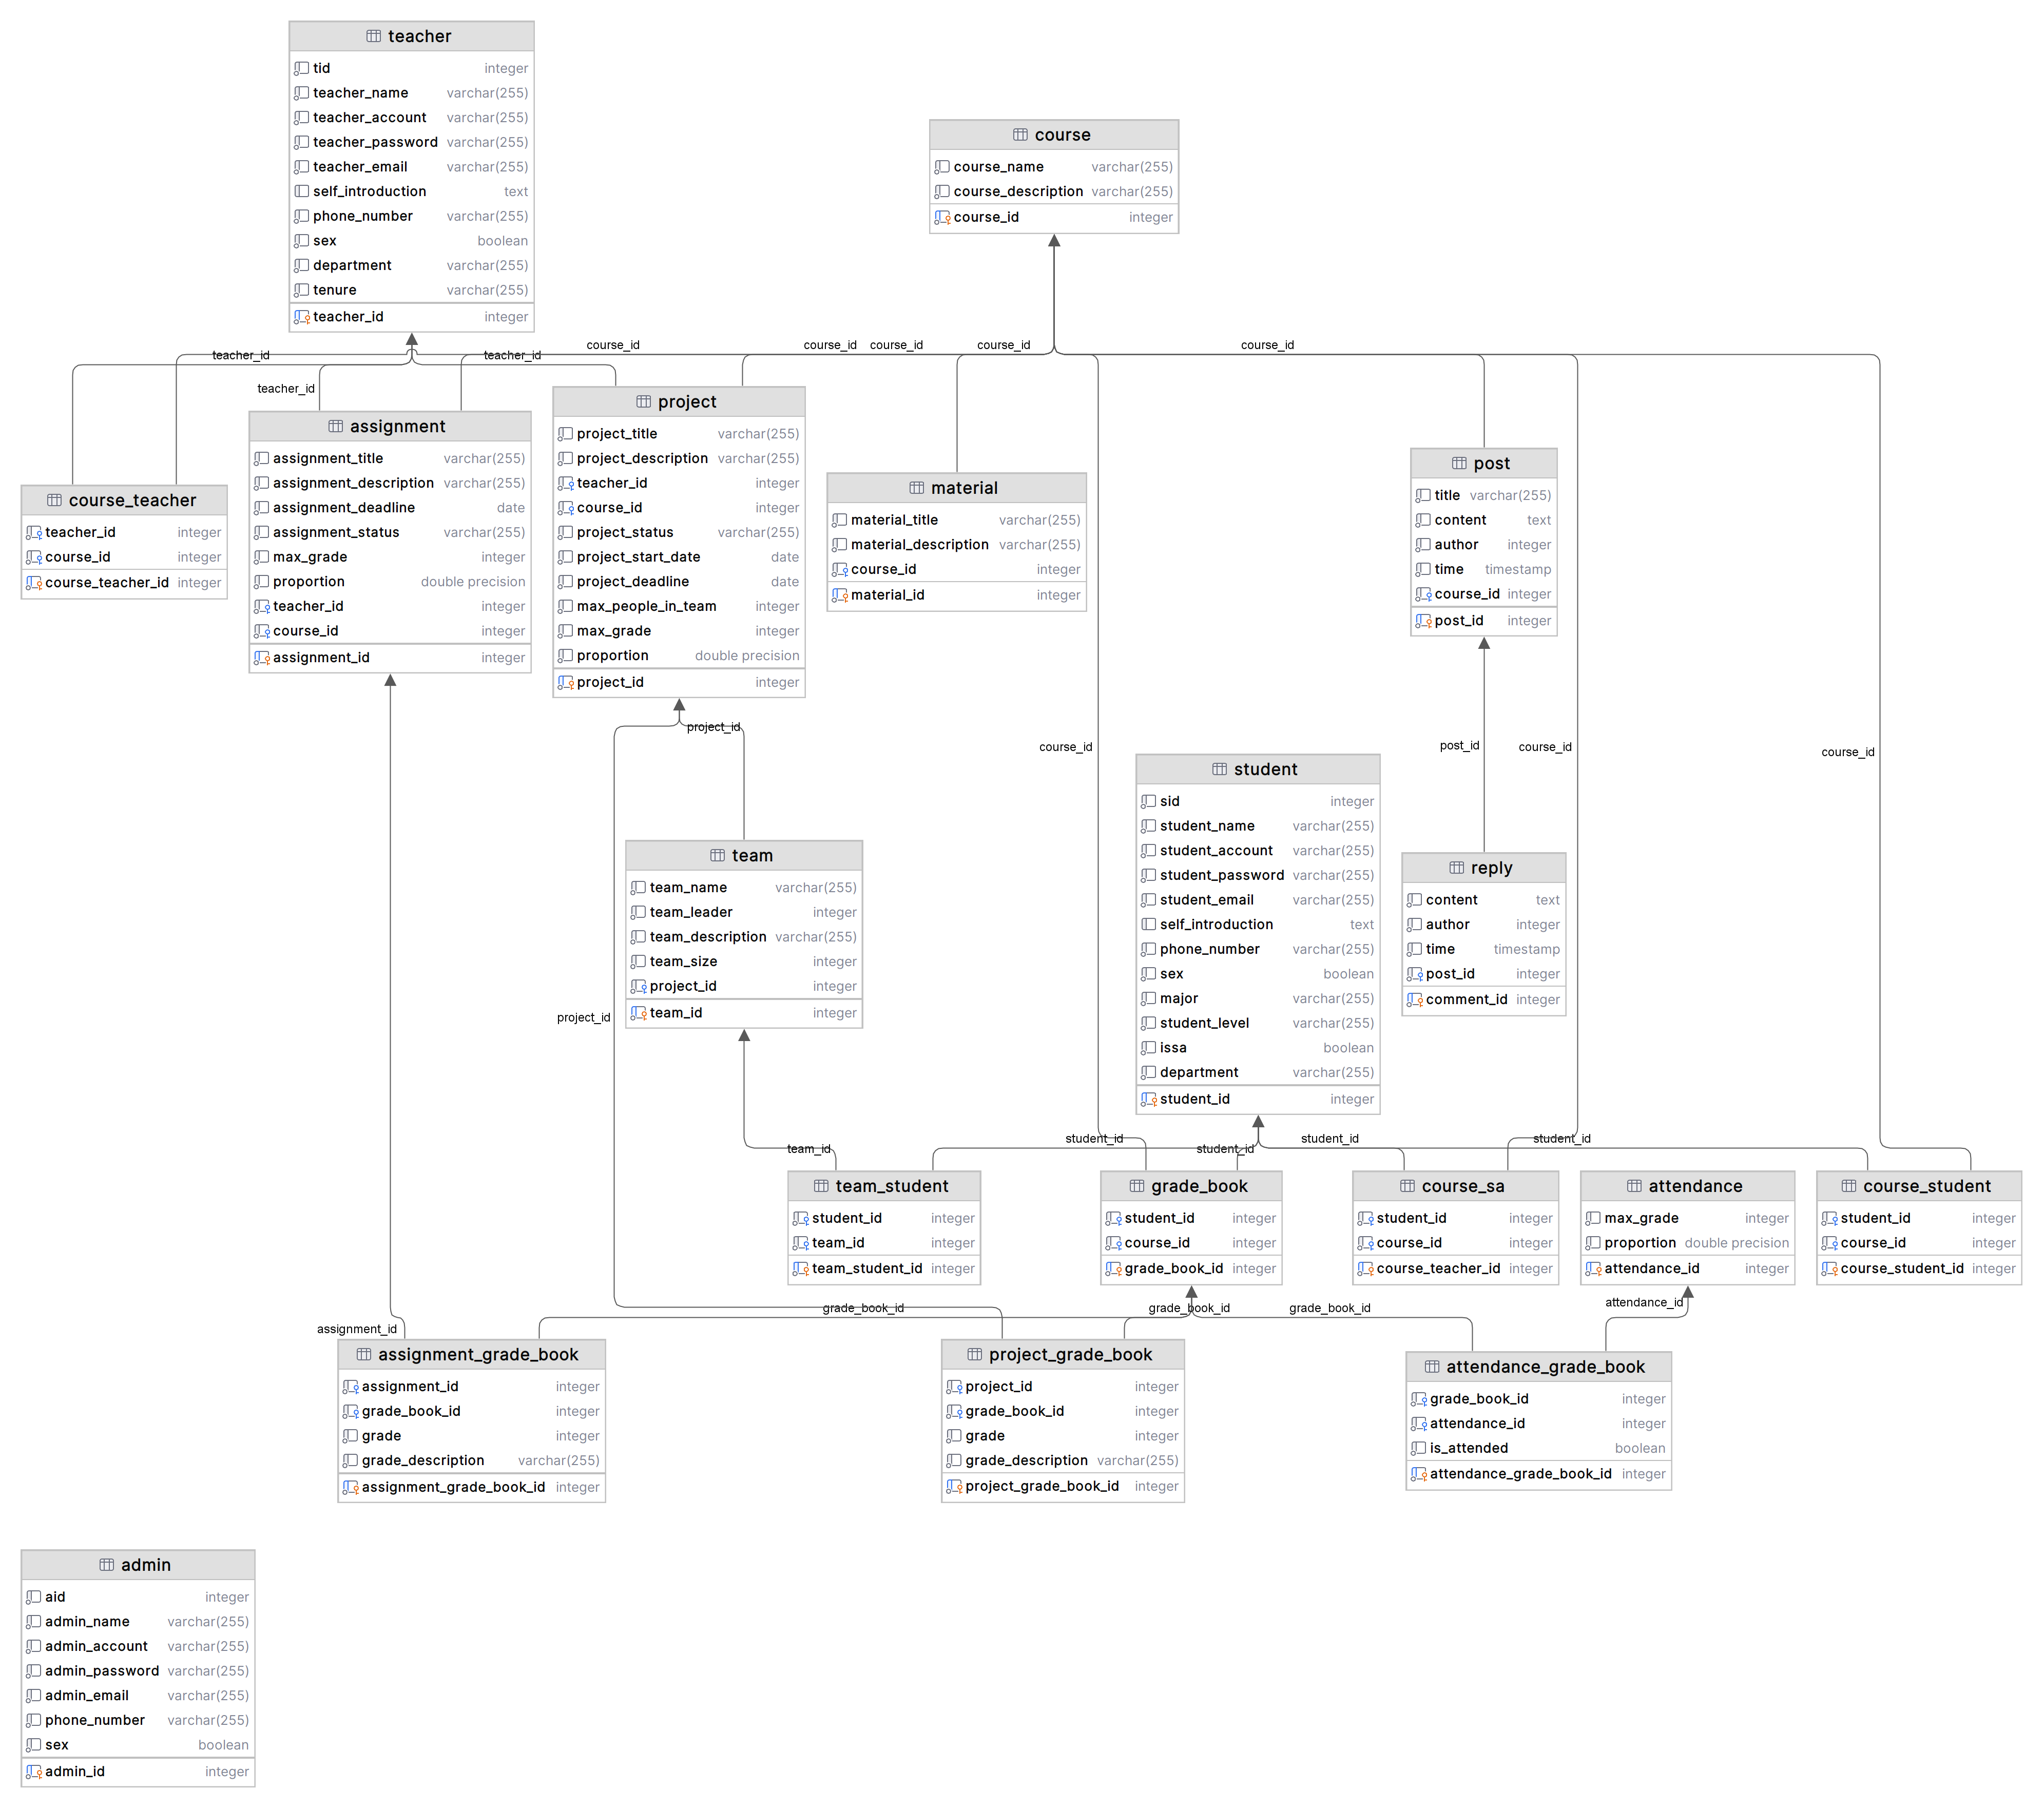 teacher
tid integer
teacher_name varchar(255)
teacher_account varchar(255)
teacher_password varchar(255)
teacher_email varchar(255)
self_introduction text
phone_number varchar(255)
sex boolean
department varchar(255)
tenure varchar(255)
teacher_id integer
course
course_name varchar(255)
course_description varchar(255)
course_id integer
teacher_id
teacher_id
teacher_id
course_id
course_id
course_id
course_id
course_id
course_teacher
teacher_id integer
course_id integer
course_teacher_id integer
assignment
assignment_title varchar(255)
assignment_description varchar(255)
assignment_deadline date
assignment_status varchar(255)
max_grade integer
proportion double precision
teacher_id integer
course_id integer
assignment_id integer
project
project_title varchar(255)
project_description varchar(255)
teacher_id integer
course_id integer
project_status varchar(255)
project_start_date date
project_deadline date
max_people_in_team integer
max_grade integer
proportion double precision
project_id integer
material
material_title varchar(255)
material_description varchar(255)
course_id integer
material_id integer
post
title varchar(255)
content text
author integer
time timestamp
course_id integer
post_id integer
project_id
course_id
post_id
course_id
course_id
team
team_name varchar(255)
team_leader integer
team_description varchar(255)
team_size integer
project_id integer
team_id integer
student
sid integer
student_name varchar(255)
student_account varchar(255)
student_password varchar(255)
student_email varchar(255)
self_introduction text
phone_number varchar(255)
sex boolean
major varchar(255)
student_level varchar(255)
issa boolean
department varchar(255)
student_id integer
reply
content text
author integer
time timestamp
post_id integer
comment_id integer
project_id
team_id
student_id
student_id
student_id
student_id
team_student
student_id integer
team_id integer
team_student_id integer
grade_book
student_id integer
course_id integer
grade_book_id integer
course_sa
student_id integer
course_id integer
course_teacher_id integer
attendance
max_grade integer
proportion double precision
attendance_id integer
course_student
student_id integer
course_id integer
course_student_id integer
assignment_id
grade_book_id
grade_book_id
grade_book_id
attendance_id
assignment_grade_book
assignment_id integer
grade_book_id integer
grade integer
grade_description varchar(255)
assignment_grade_book_id integer
project_grade_book
project_id integer
grade_book_id integer
grade integer
grade_description varchar(255)
project_grade_book_id integer
attendance_grade_book
grade_book_id integer
attendance_id integer
is_attended boolean
attendance_grade_book_id integer
admin
aid integer
admin_name varchar(255)
admin_account varchar(255)
admin_password varchar(255)
admin_email varchar(255)
phone_number varchar(255)
sex boolean
admin_id integer